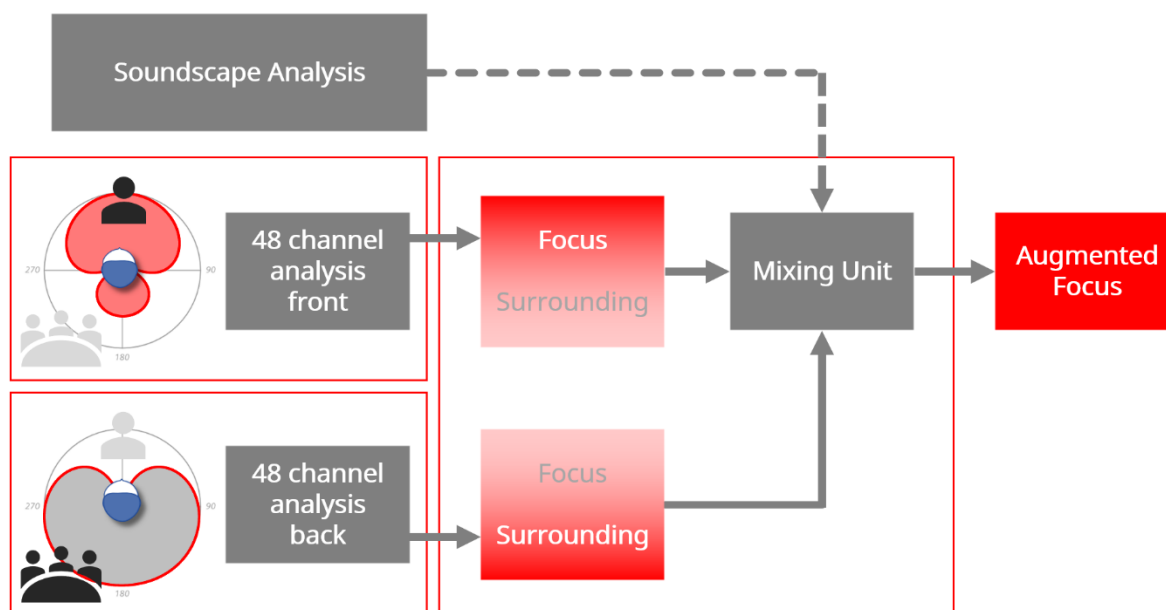 Soundscape Analysis
270
90
180
48 channel
analysis
front
Focus
Surrounding
Mixing Unit
Augmented
Focus
270
90
180
48 channel
analysis
back
Focus
Surrounding